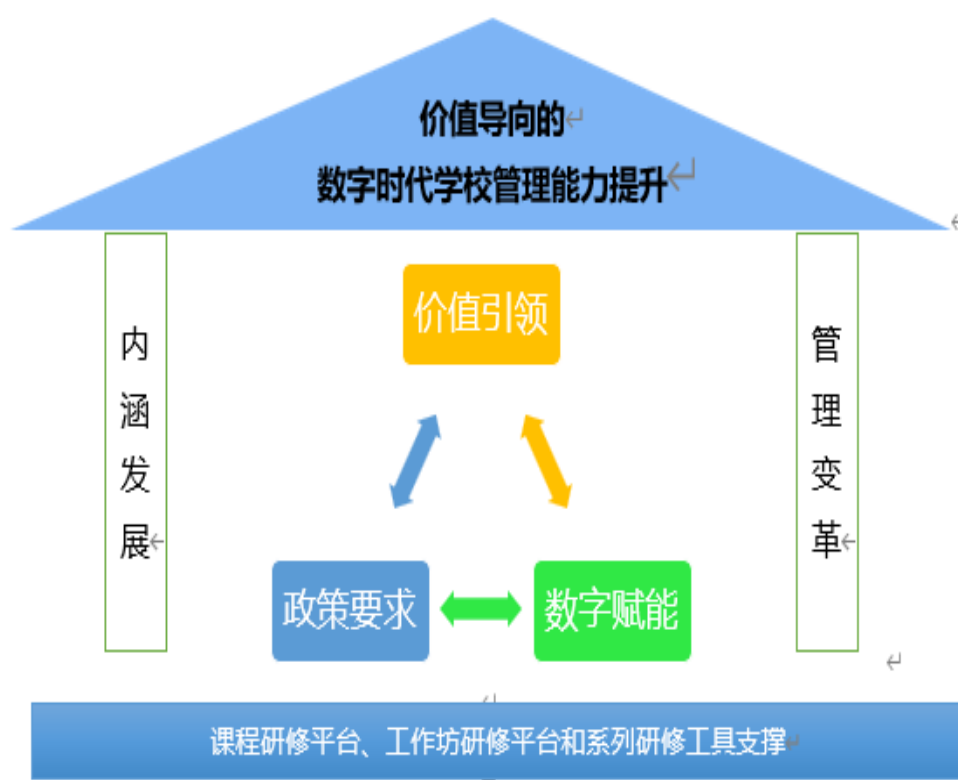 价值导向的
数字时代学校管理能力提升
价值引领
内涵发展
管理变革
政策要求
数字赋能
课程研修平台、工作坊研修平台和系列研修工具支撑